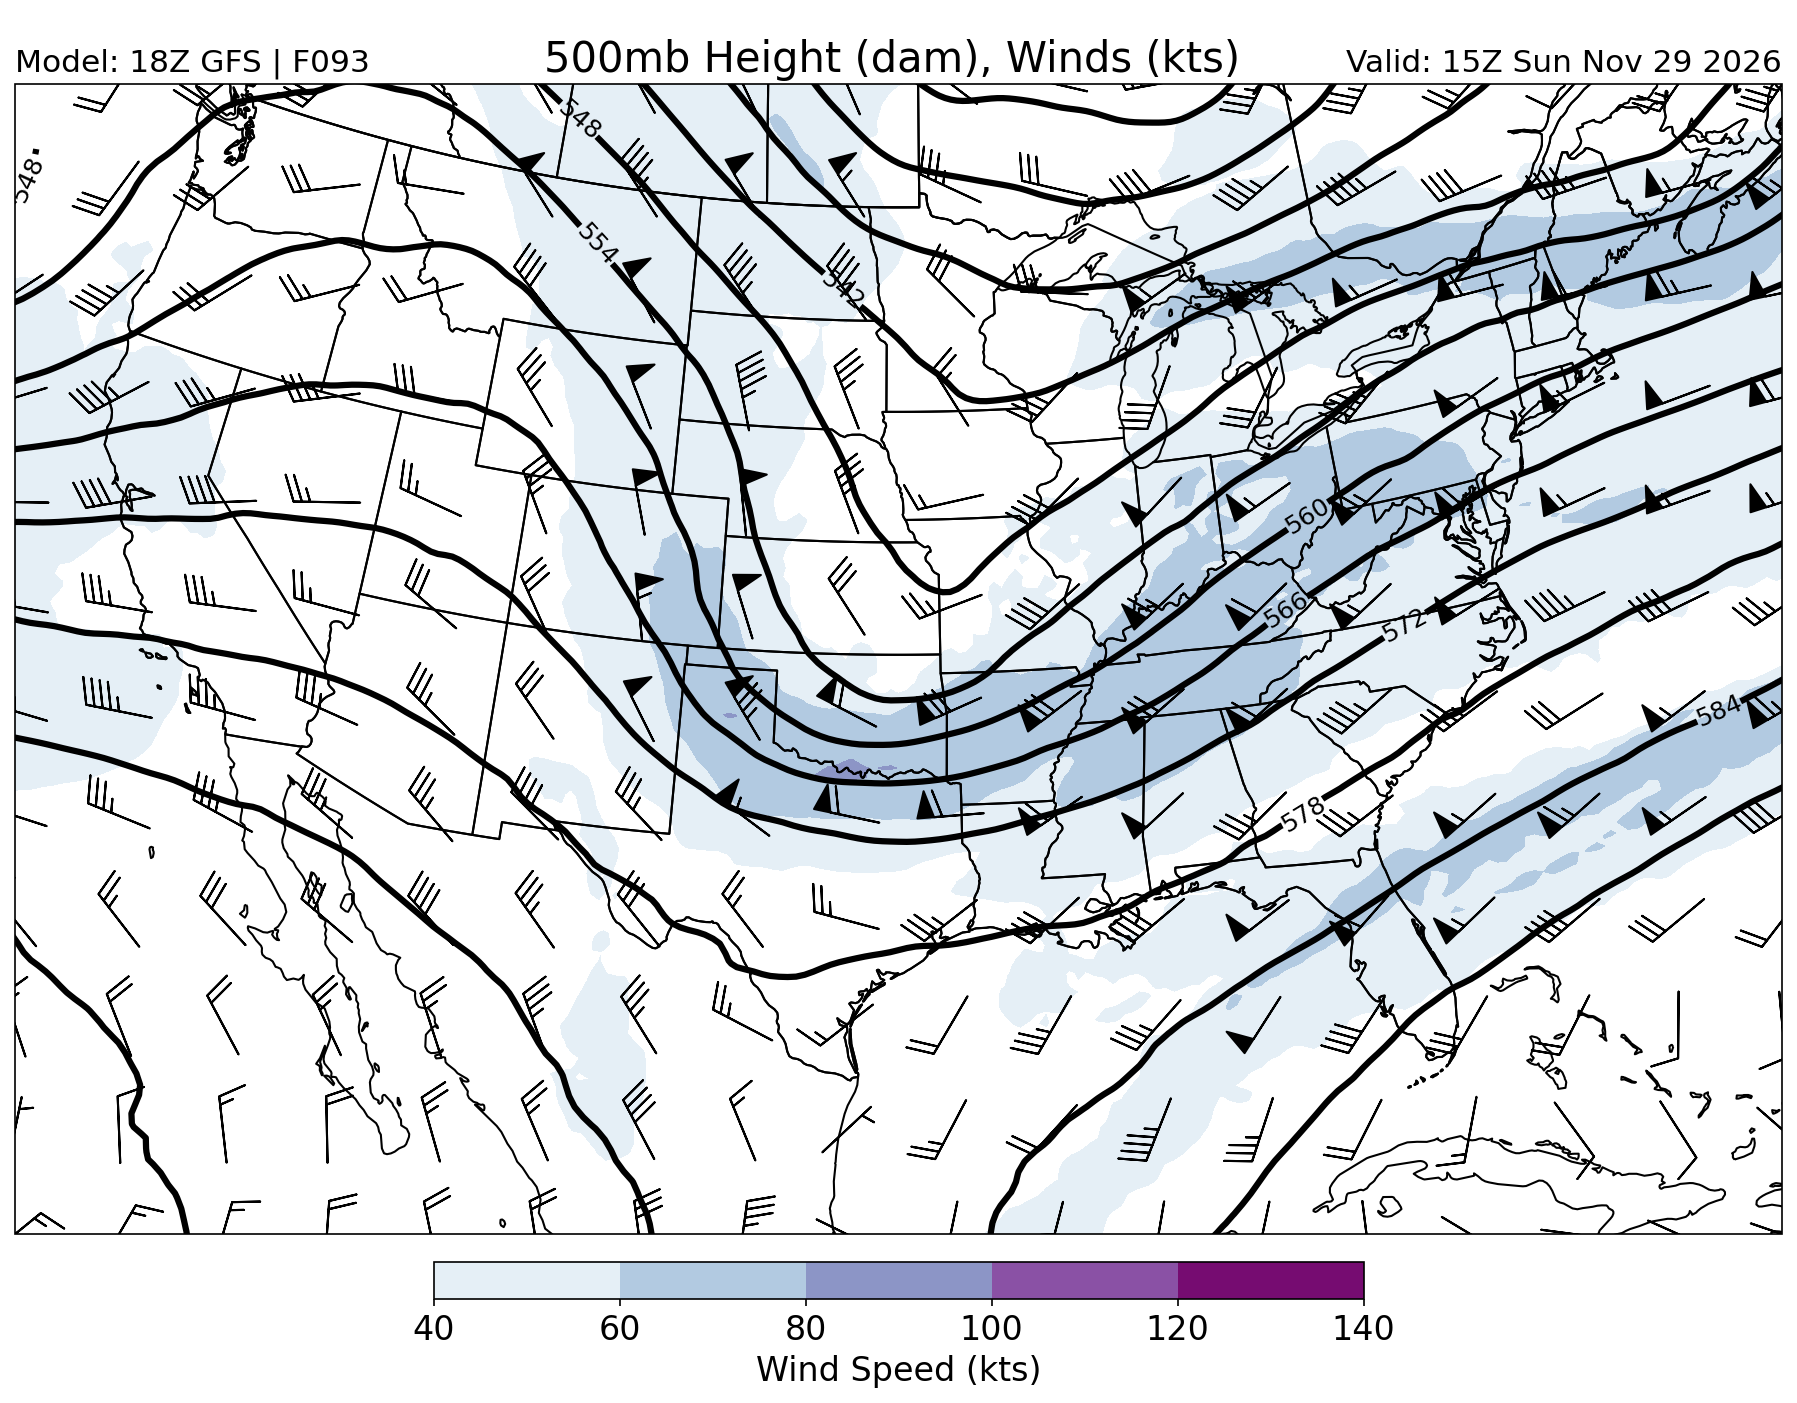 Model: 18Z GFS | F093
500mb Height (dam), Winds (kts)
Valid: 15Z Sun Nov 29 2026
548
548
554
542
560
566
572
584
578
40 60 80 100 120 140
Wind Speed (kts)